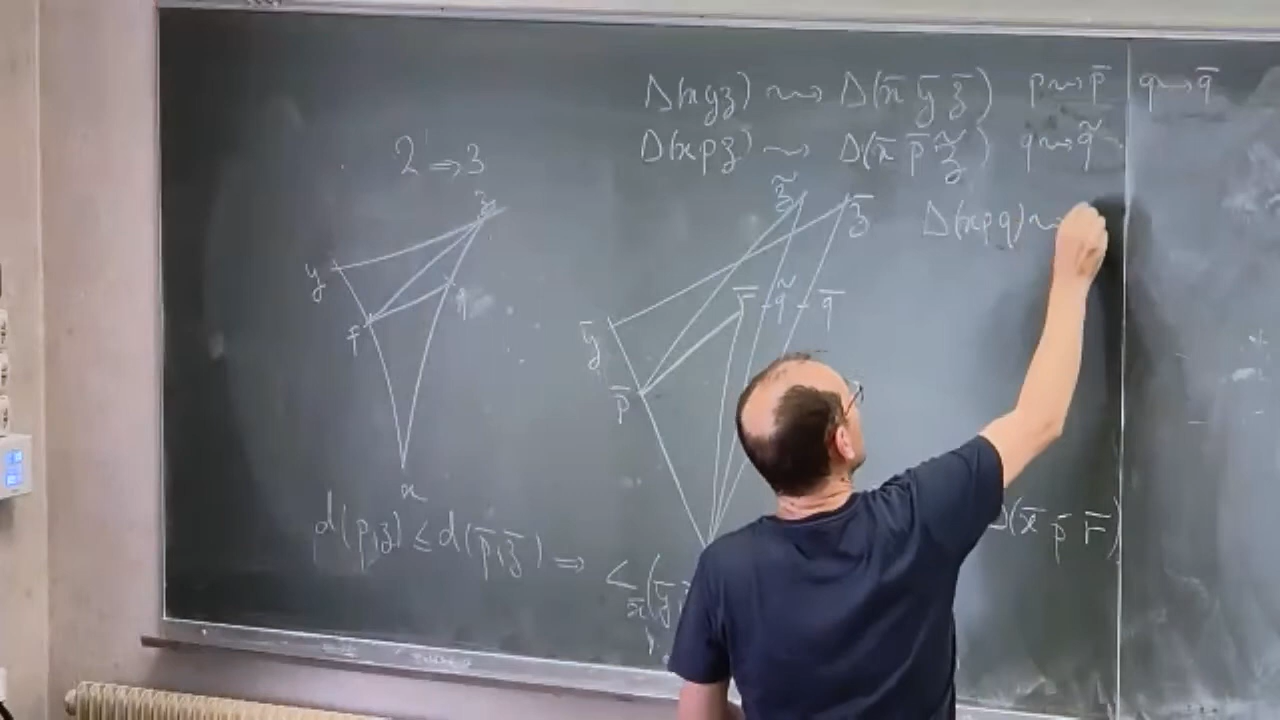 Δ(xyz) ⇝ Δ(x̄ ȳ z̄) p ⇝ p̄ q ⇝ q̄
Δ(xpz) ⇝ Δ(x̄ p̄ z̃) q ⇝ q̃
2 ⇒ 3
Δ(xpq) ⇝
z
z̃
z̄
y
q
p
x
ȳ
p̄
r̄
q̃
q̄
d(p,z) ≤ d(p̄,z̄) ⇒
Δ(x̄ p̄ r̄)